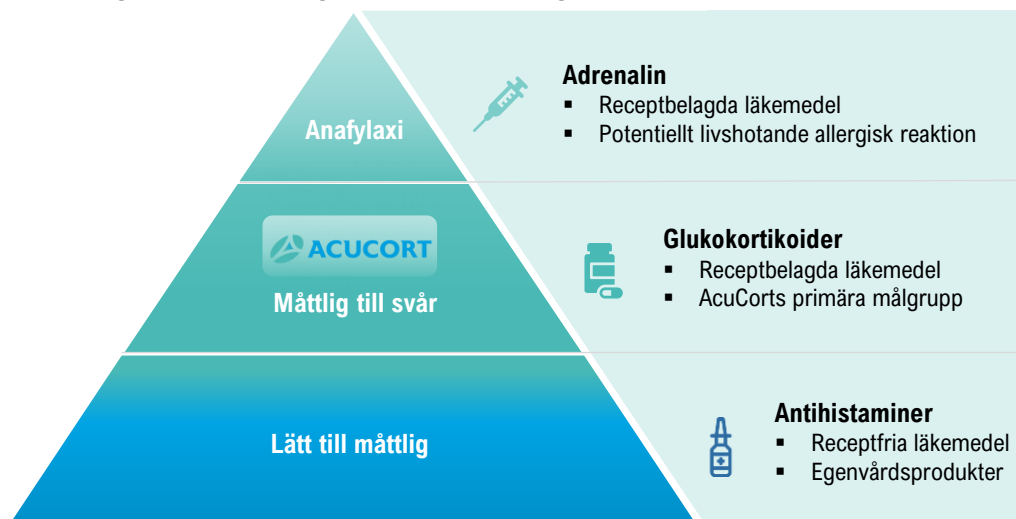 Adrenalin
▪ Receptbelagda läkemedel
▪ Potentiellt livshotande allergisk reaktion
Anafylaxi
ACUCORT
Måttlig till svår
Glukokortikoider
▪ Receptbelagda läkemedel
▪ AcuCorts primära målgrupp
Lätt till måttlig
Antihistaminer
▪ Receptfria läkemedel
▪ Egenvårdsprodukter